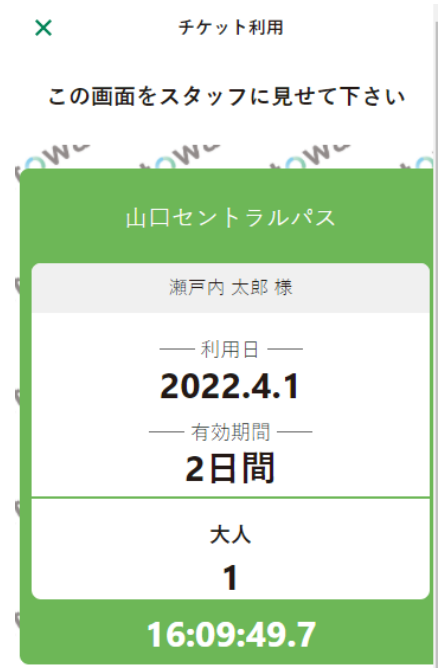 ×
チケット利用
この画面をスタッフに見せて下さい
山口セントラルパス
瀬戸内 太郎 様
利用日
2022.4.1
有効期間
2日間
大人
1
16:09:49.7